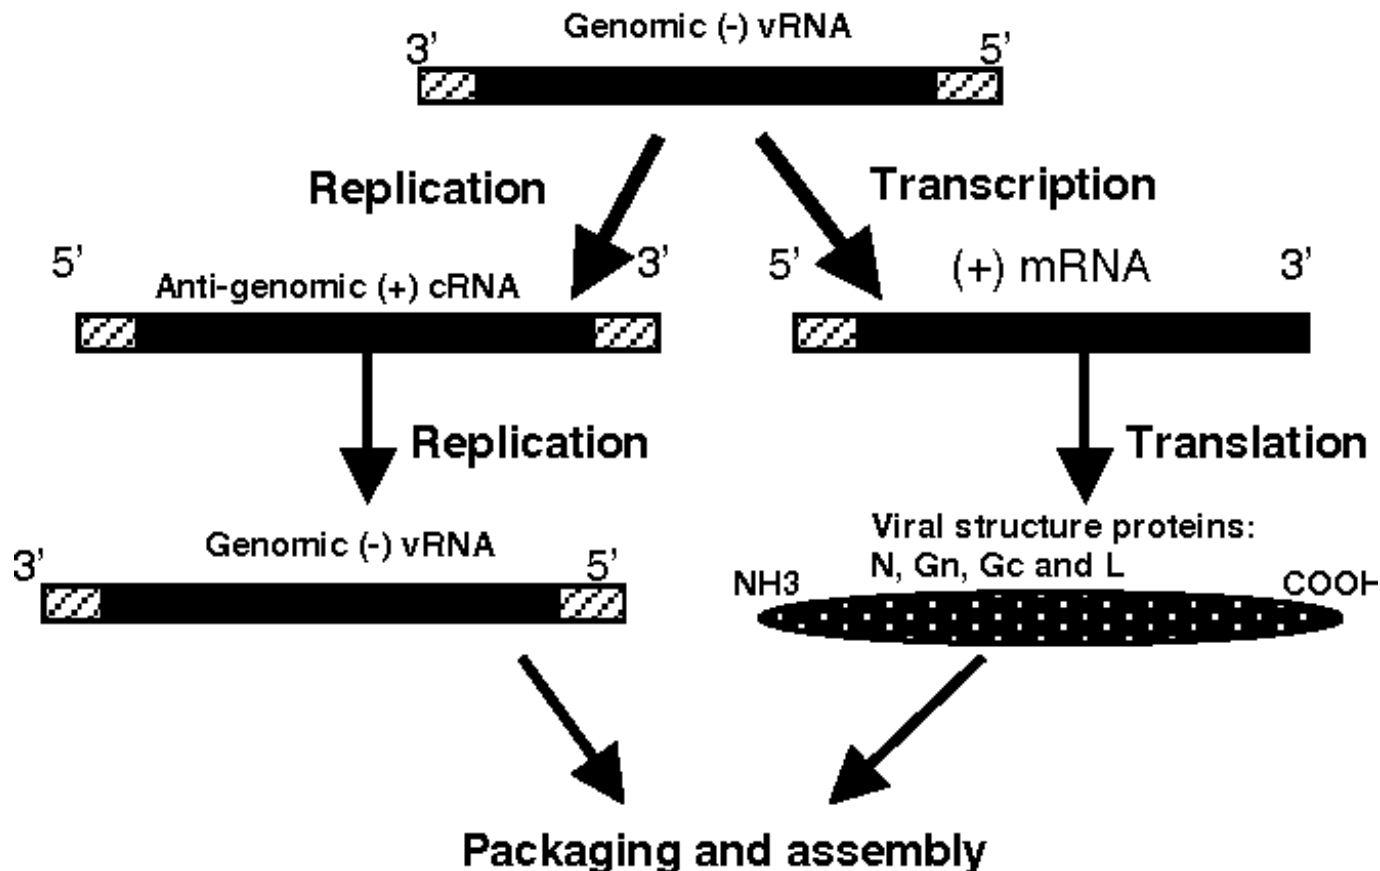 Genomic (-) vRNA
3’ 5’
Replication Transcription
5’ 3’ 5’ (+) mRNA 3’
Anti-genomic (+) cRNA
Replication Translation
Viral structure proteins:
Genomic (-) vRNA N, Gn, Gc and L
3’ 5’ NH3 COOH
Packaging and assembly